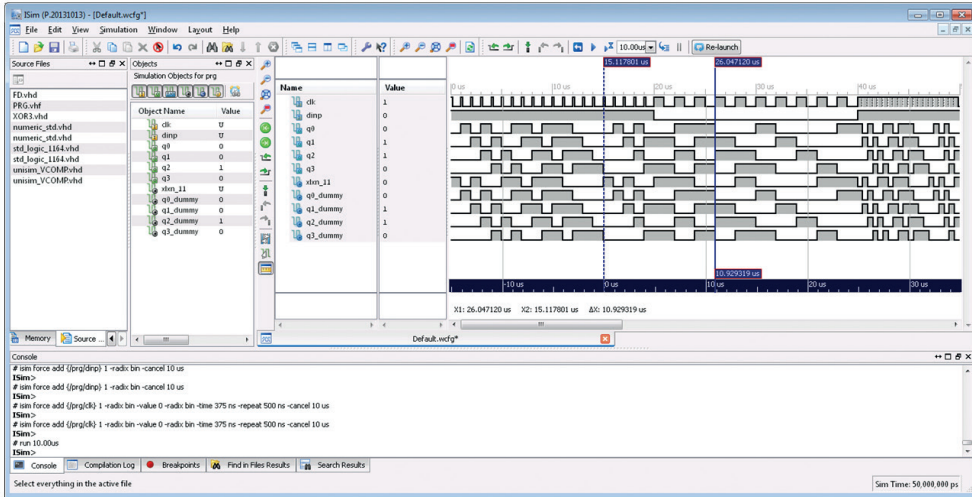 ISim (P.20131013) - [Default.wcfg*]
File Edit View Simulation Window Layout Help
10.00us Re-launch
Source Files
FD.vhd
PRG.vhf
XOR3.vhd
numeric_std.vhd
numeric_std.vhd
std_logic_1164.vhd
std_logic_1164.vhd
unisim_VCOMP.vhd
unisim_VCOMP.vhd
Memory Source ...
Objects
Simulation Objects for prg
Object Name Value
clk U
dinp U
q0 0
q1 0
q2 1
q3 0
xlxn_11 U
q0_dummy 0
q1_dummy 0
q2_dummy 1
q3_dummy 0
Name Value
clk 1
dinp 0
q0 0
q1 1
q2 1
q3 0
xlxn_11 0
q0_dummy 0
q1_dummy 1
q2_dummy 1
q3_dummy 0
15.117801 us 26.047120 us
0 us 10 us 20 us 30 us 40 us
10.929319 us
-10 us 0 us 10 us 20 us 30 us
X1: 26.047120 us X2: 15.117801 us ΔX: 10.929319 us
Default.wcfg*
Console
# isim force add {/prg/dinp} 1 -radix bin -cancel 10 us
ISim>
# isim force add {/prg/dinp} 1 -radix bin -cancel 10 us
ISim>
# isim force add {/prg/clk} 1 -radix bin -value 0 -radix bin -time 375 ns -repeat 500 ns -cancel 10 us
ISim>
# isim force add {/prg/clk} 1 -radix bin -value 0 -radix bin -time 375 ns -repeat 500 ns -cancel 10 us
ISim>
# run 10.00us
ISim>
Console Compilation Log Breakpoints Find in Files Results Search Results
Select everything in the active file
Sim Time: 50,000,000 ps